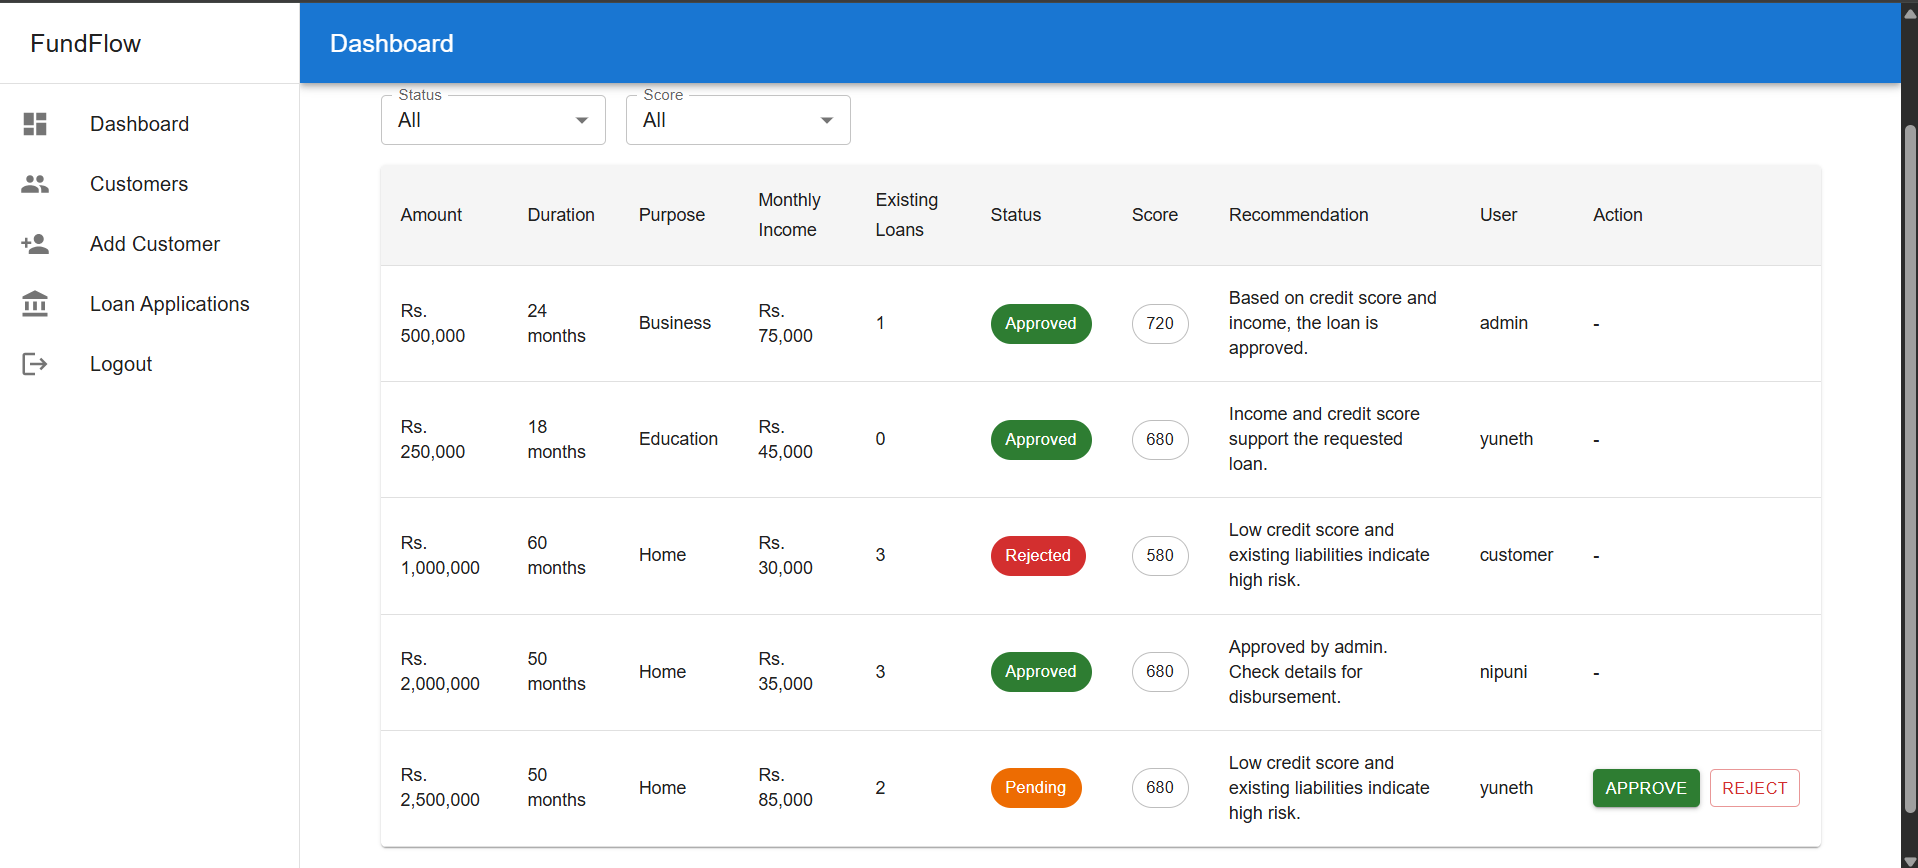 FundFlow
Dashboard
Dashboard
Customers
Add Customer
Loan Applications
Logout
Status
All
Score
All
Amount
Duration
Purpose
Monthly
Income
Existing
Loans
Status
Score
Recommendation
User
Action
Rs.
500,000
24
months
Business
Rs.
75,000
1
Approved
720
Based on credit score and
income, the loan is
approved.
admin
-
Rs.
250,000
18
months
Education
Rs.
45,000
0
Approved
680
Income and credit score
support the requested
loan.
yuneth
-
Rs.
1,000,000
60
months
Home
Rs.
30,000
3
Rejected
580
Low credit score and
existing liabilities indicate
high risk.
customer
-
Rs.
2,000,000
50
months
Home
Rs.
35,000
3
Approved
680
Approved by admin.
Check details for
disbursement.
nipuni
-
Rs.
2,500,000
50
months
Home
Rs.
85,000
2
Pending
680
Low credit score and
existing liabilities indicate
high risk.
yuneth
APPROVE
REJECT